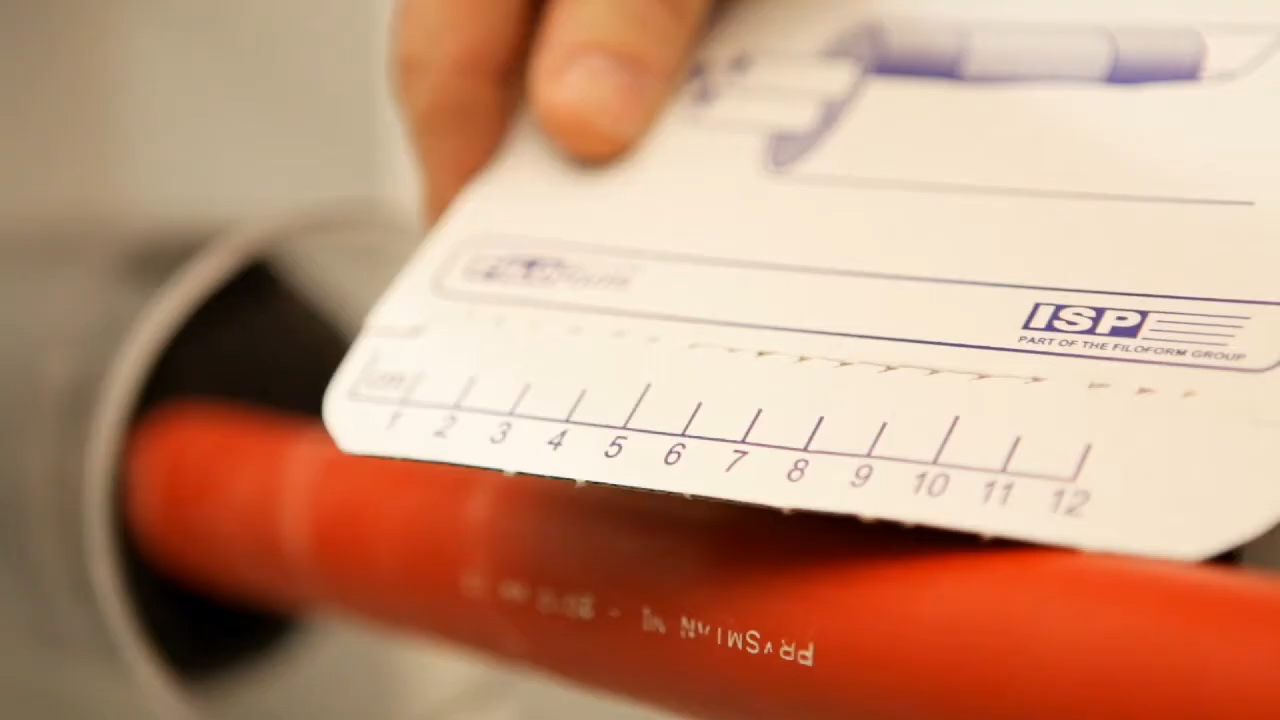 ISP
PART OF THE FILOFORM GROUP
cm
1 2 3 4 5 6 7 8 9 10 11 12
PRYSMIAN